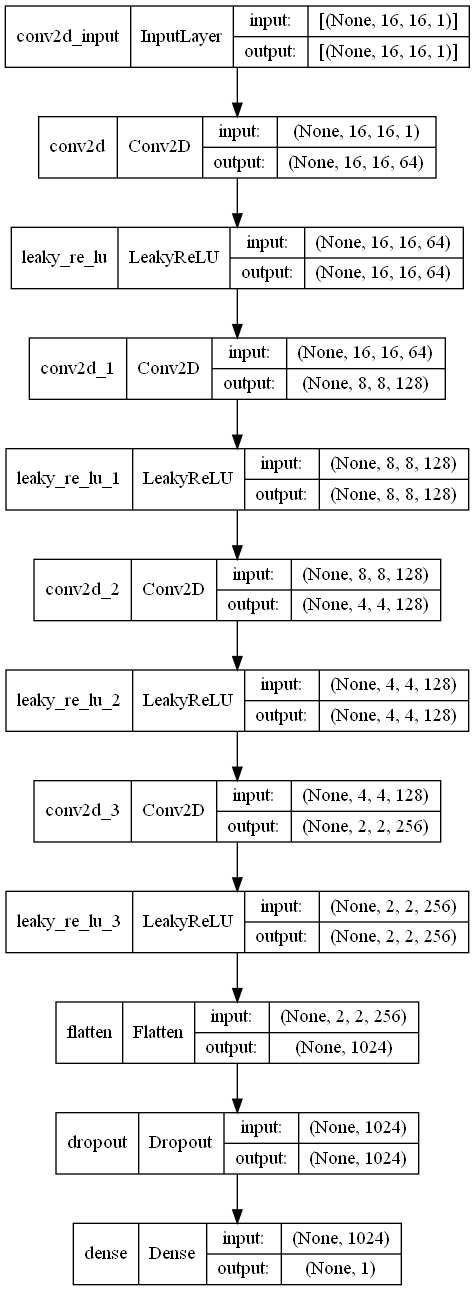 conv2d_input InputLayer input: [(None, 16, 16, 1)]
output: [(None, 16, 16, 1)]
conv2d Conv2D input: (None, 16, 16, 1)
output: (None, 16, 16, 64)
leaky_re_lu LeakyReLU input: (None, 16, 16, 64)
output: (None, 16, 16, 64)
conv2d_1 Conv2D input: (None, 16, 16, 64)
output: (None, 8, 8, 128)
leaky_re_lu_1 LeakyReLU input: (None, 8, 8, 128)
output: (None, 8, 8, 128)
conv2d_2 Conv2D input: (None, 8, 8, 128)
output: (None, 4, 4, 128)
leaky_re_lu_2 LeakyReLU input: (None, 4, 4, 128)
output: (None, 4, 4, 128)
conv2d_3 Conv2D input: (None, 4, 4, 128)
output: (None, 2, 2, 256)
leaky_re_lu_3 LeakyReLU input: (None, 2, 2, 256)
output: (None, 2, 2, 256)
flatten Flatten input: (None, 2, 2, 256)
output: (None, 1024)
dropout Dropout input: (None, 1024)
output: (None, 1024)
dense Dense input: (None, 1024)
output: (None, 1)